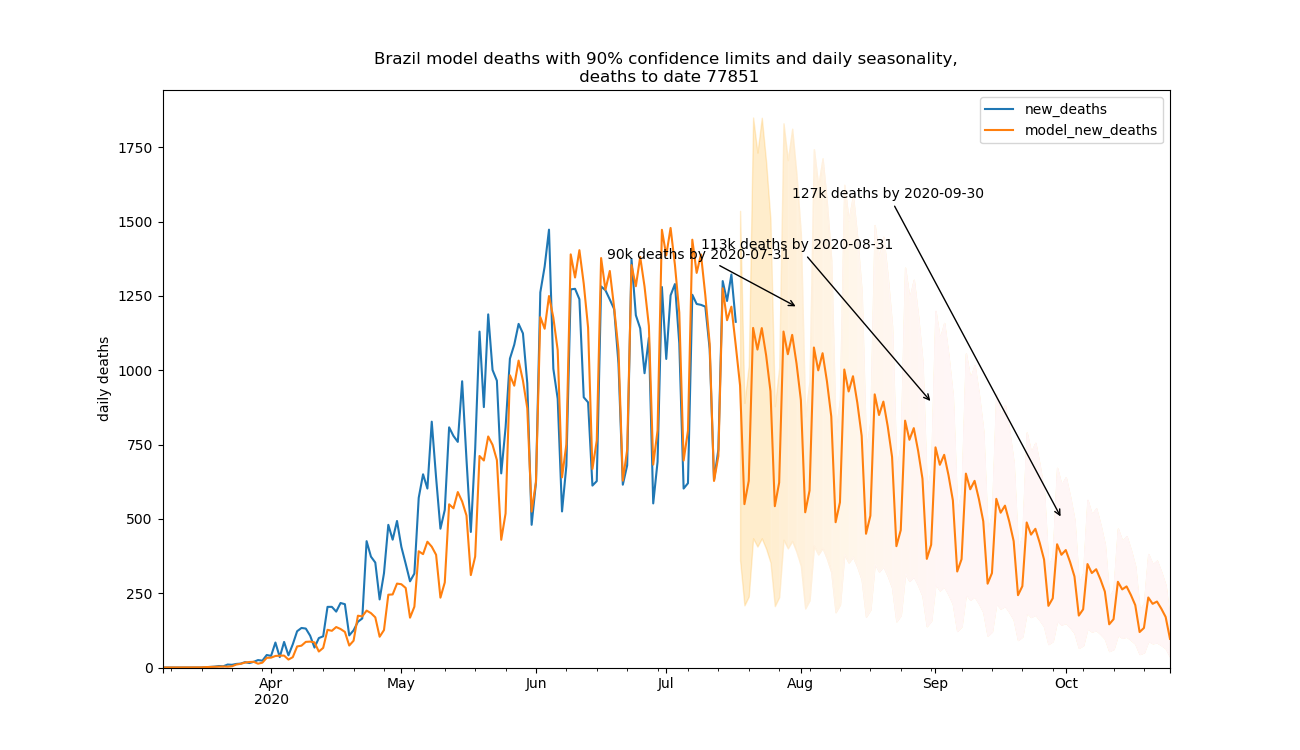 Brazil model deaths with 90% confidence limits and daily seasonality,
deaths to date 77851
new_deaths
model_new_deaths
127k deaths by 2020-09-30
113k deaths by 2020-08-31
90k deaths by 2020-07-31
daily deaths
1750
1500
1250
1000
750
500
250
0
Apr
2020
May
Jun
Jul
Aug
Sep
Oct